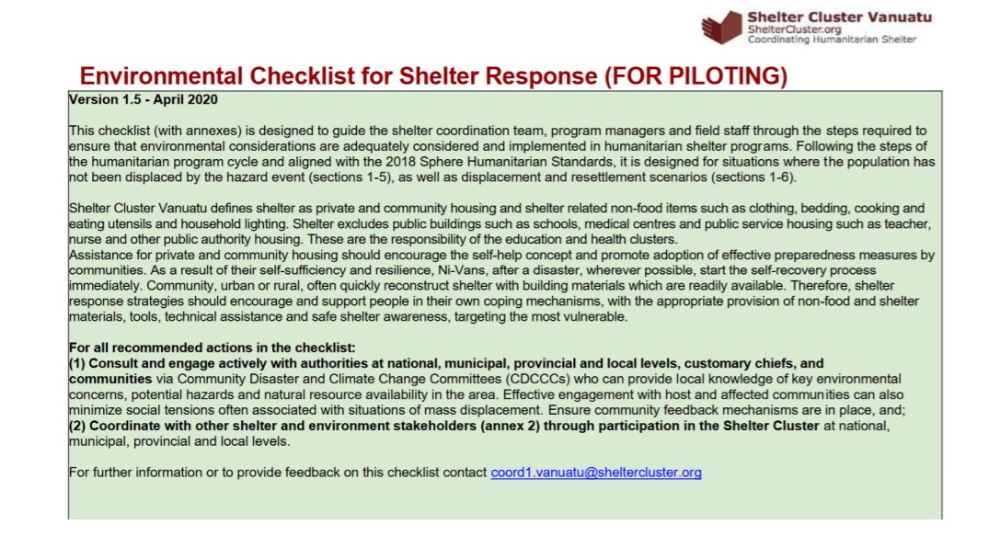 Shelter Cluster Vanuatu
ShelterCluster.org
Coordinating Humanitarian Shelter
Environmental Checklist for Shelter Response (FOR PILOTING)
Version 1.5 - April 2020
This checklist (with annexes) is designed to guide the shelter coordination team, program managers and field staff through the steps required to
ensure that environmental considerations are adequately considered and implemented in humanitarian shelter programs. Following the steps of
the humanitarian program cycle and aligned with the 2018 Sphere Humanitarian Standards, it is designed for situations where the population has
not been displaced by the hazard event (sections 1-5), as well as displacement and resettlement scenarios (sections 1-6).
Shelter Cluster Vanuatu defines shelter as private and community housing and shelter related non-food items such as clothing, bedding, cooking and
eating utensils and household lighting. Shelter excludes public buildings such as schools, medical centres and public service housing such as teacher,
nurse and other public authority housing. These are the responsibility of the education and health clusters.
Assistance for private and community housing should encourage the self-help concept and promote adoption of effective preparedness measures by
communities. As a result of their self-sufficiency and resilience, Ni-Vans, after a disaster, wherever possible, start the self-recovery process
immediately. Community, urban or rural, often quickly reconstruct shelter with building materials which are readily available. Therefore, shelter
response strategies should encourage and support people in their own coping mechanisms, with the appropriate provision of non-food and shelter
materials, tools, technical assistance and safe shelter awareness, targeting the most vulnerable.
For all recommended actions in the checklist:
(1) Consult and engage actively with authorities at national, municipal, provincial and local levels, customary chiefs, and
communities via Community Disaster and Climate Change Committees (CDCCCs) who can provide local knowledge of key environmental
concerns, potential hazards and natural resource availability in the area. Effective engagement with host and affected communities can also
minimize social tensions often associated with situations of mass displacement. Ensure community feedback mechanisms are in place, and;
(2) Coordinate with other shelter and environment stakeholders (annex 2) through participation in the Shelter Cluster at national,
municipal, provincial and local levels.
For further information or to provide feedback on this checklist contact coord1.vanuatu@sheltercluster.org